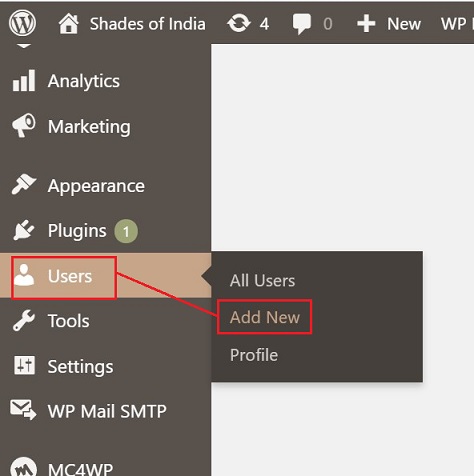 Shades of India 4 0 New WP
Analytics
Marketing
Appearance
Plugins 1
Users
All Users
Add New
Profile
Tools
Settings
WP Mail SMTP
MC4WP